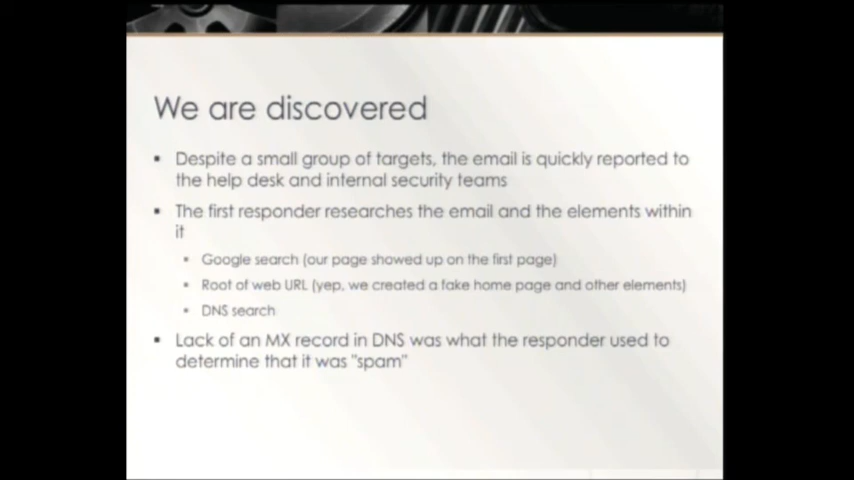 We are discovered
▪ Despite a small group of targets, the email is quickly reported to
the help desk and internal security teams
▪ The first responder researches the email and the elements within
it
▪ Google search (our page showed up on the first page)
▪ Root of web URL (yep, we created a fake home page and other elements)
▪ DNS search
▪ Lack of an MX record in DNS was what the responder used to
determine that it was "spam"